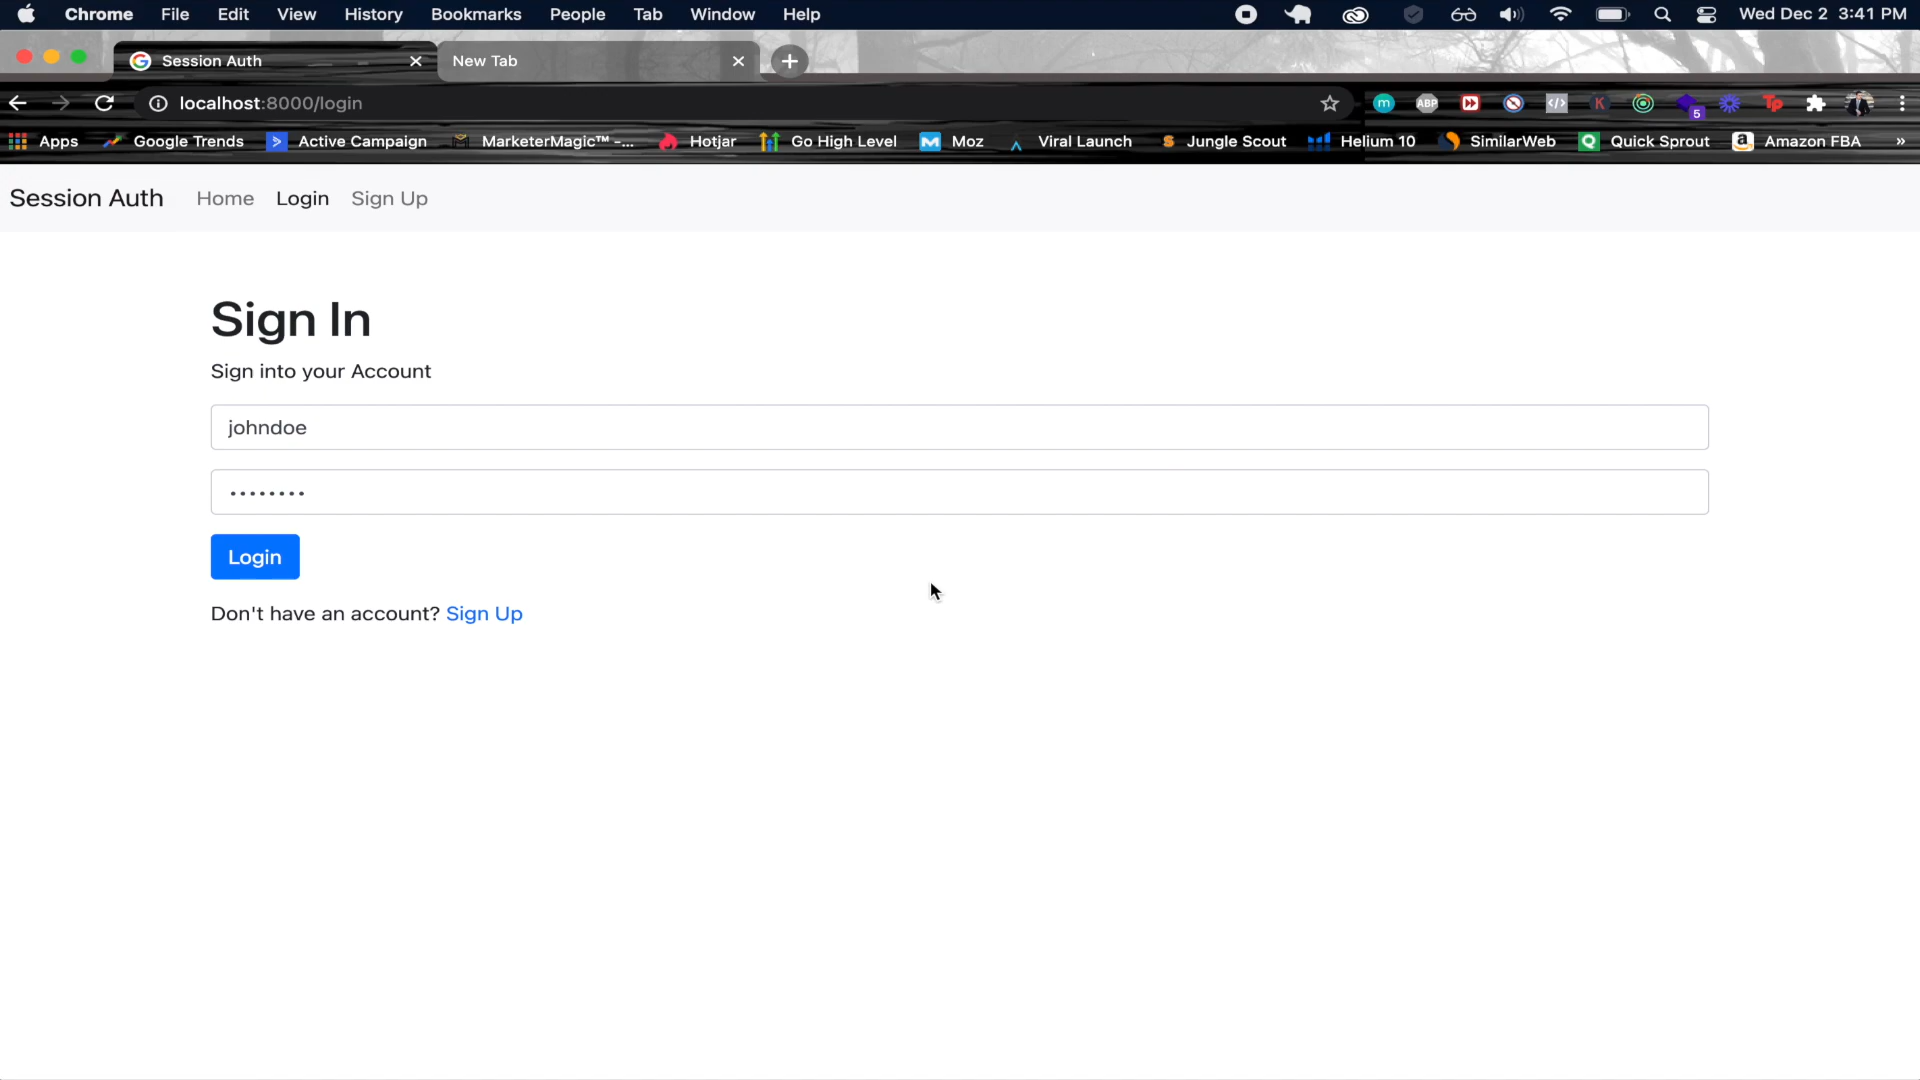 Chrome File Edit View History Bookmarks People Tab Window Help Wed Dec 2 3:41 PM
Session Auth New Tab
localhost:8000/login m ABP K 5 Tp
Apps Google Trends Active Campaign MarketerMagic™ -... Hotjar Go High Level Moz Viral Launch Jungle Scout Helium 10 SimilarWeb Quick Sprout Amazon FBA »
Session Auth Home Login Sign Up
Sign In
Sign into your Account
johndoe
••••••••
Login
Don't have an account? Sign Up